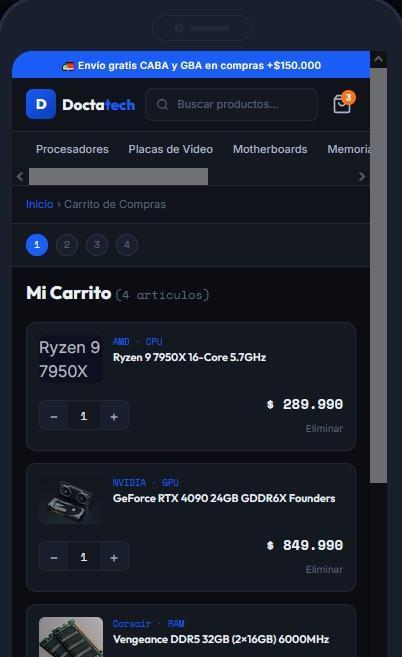 Envío gratis CABA y GBA en compras +$150.000
D Doctatech Buscar productos... 3
Procesadores Placas de Video Motherboards Memoria
Inicio › Carrito de Compras
1 2 3 4
Mi Carrito (4 articulos)
AMD · CPU
Ryzen 9 7950X
Ryzen 9 7950X 16-Core 5.7GHz
− 1 +
$ 289.990
Eliminar
NVIDIA · GPU
GeForce RTX 4090 24GB GDDR6X Founders
− 1 +
$ 849.990
Eliminar
Corsair · RAM
Vengeance DDR5 32GB (2×16GB) 6000MHz